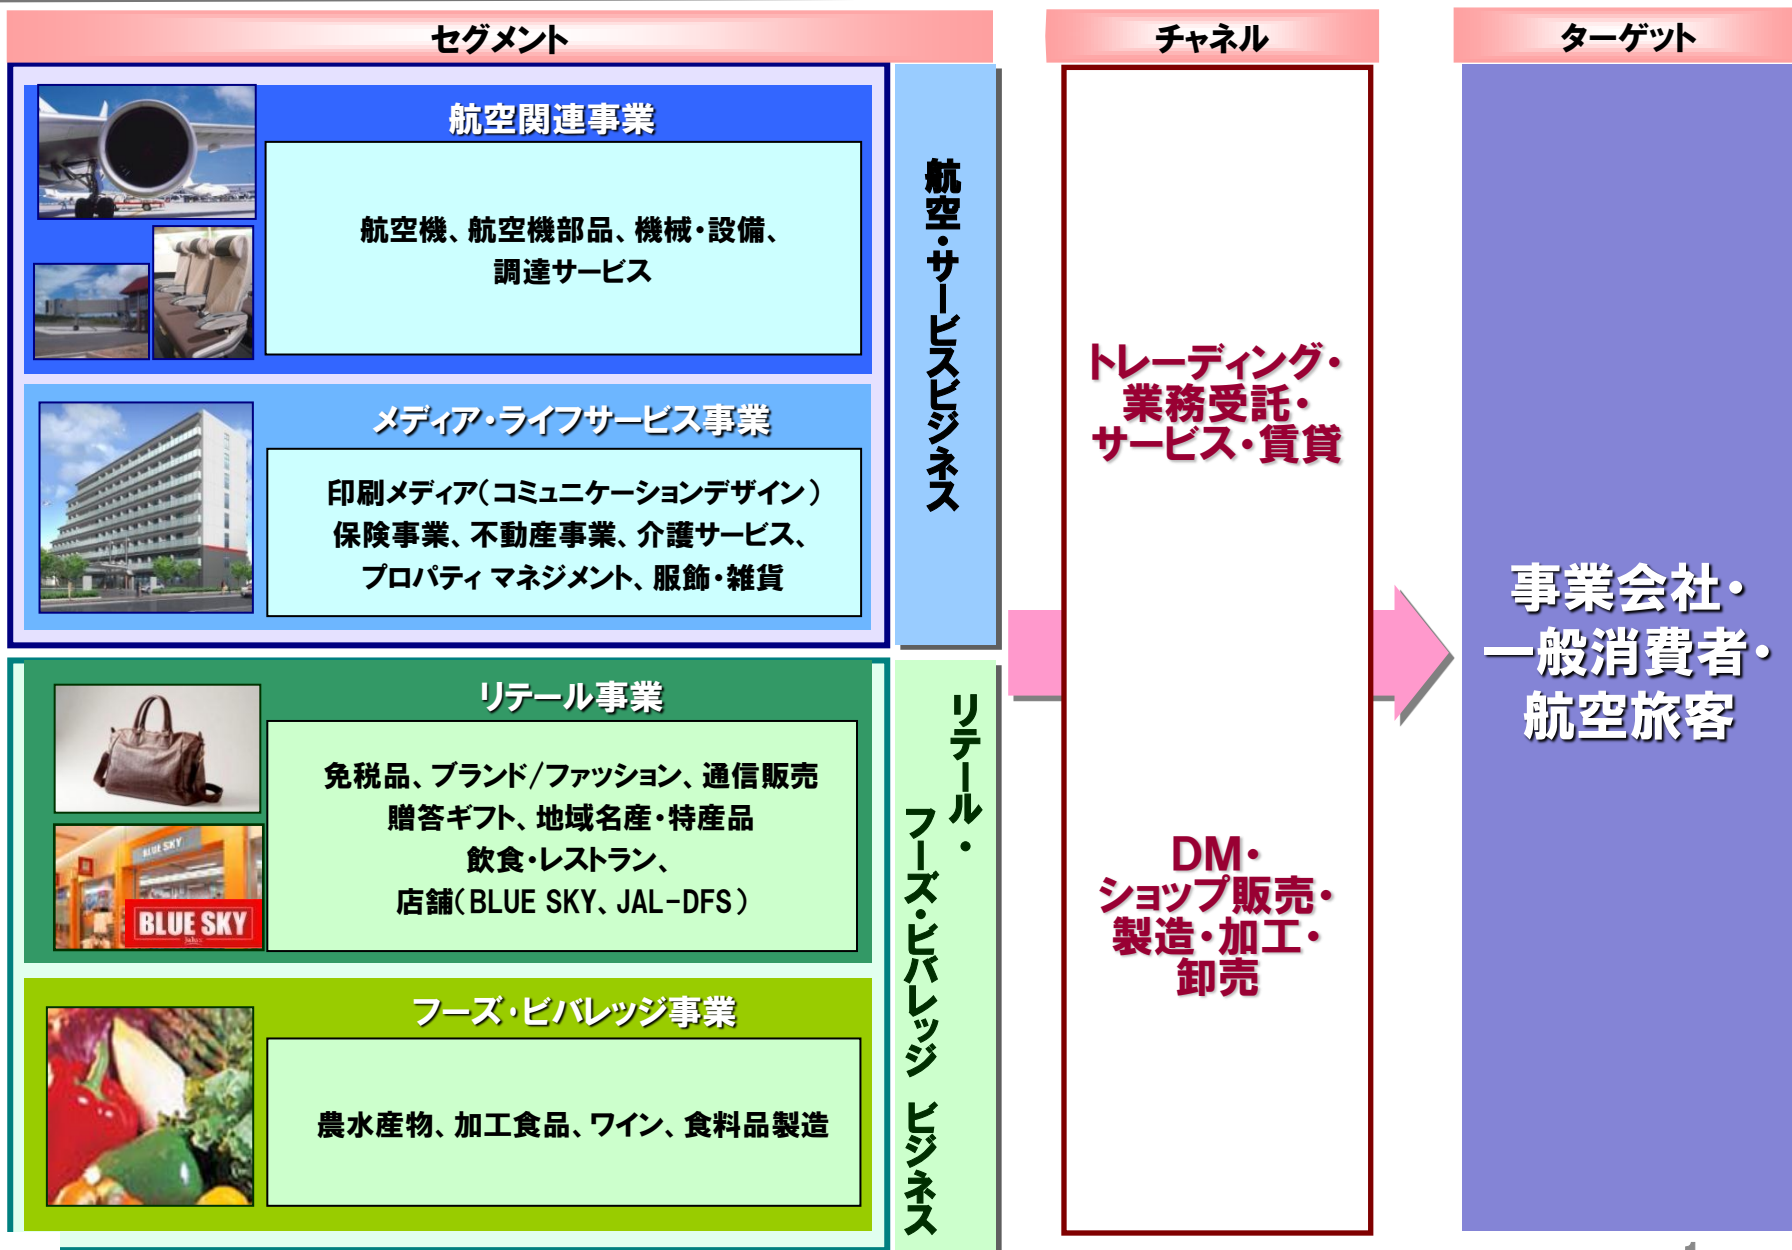 セグメント
チャネル
ターゲット
航空関連事業
航空機、航空機部品、機械・設備、
調達サービス
メディア・ライフサービス事業
印刷メディア(コミュニケーションデザイン)
保険事業、不動産事業、介護サービス、
プロパティ マネジメント、服飾・雑貨
航空・サービスビジネス
リテール事業
免税品、ブランド/ファッション、通信販売
贈答ギフト、地域名産・特産品
飲食・レストラン、
店舗(BLUE SKY、JAL-DFS)
BLUE SKY
BLUE SKY
フーズ・ビバレッジ事業
農水産物、加工食品、ワイン、食料品製造
リテール・
フーズ・ビバレッジ ビジネス
トレーディング・
業務受託・
サービス・賃貸
DM・
ショップ販売・
製造・加工・
卸売
事業会社・
一般消費者・
航空旅客